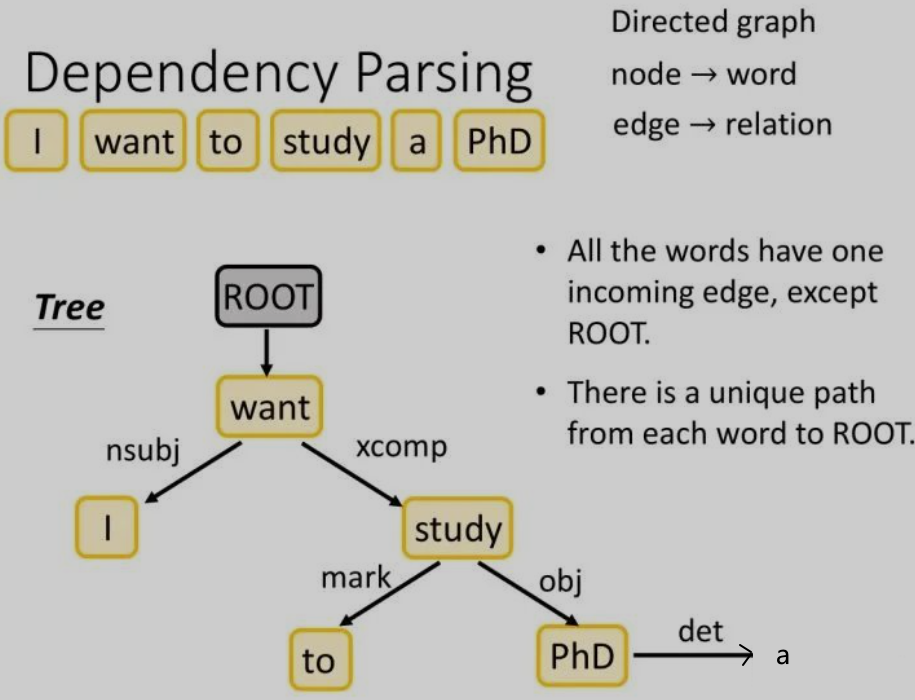 Directed graph
Dependency Parsing
node → word
edge → relation
I want to study a PhD
Tree
ROOT
• All the words have one
incoming edge, except
ROOT.
• There is a unique path
from each word to ROOT.
want
nsubj
xcomp
I
study
mark
obj
to
PhD
det
a